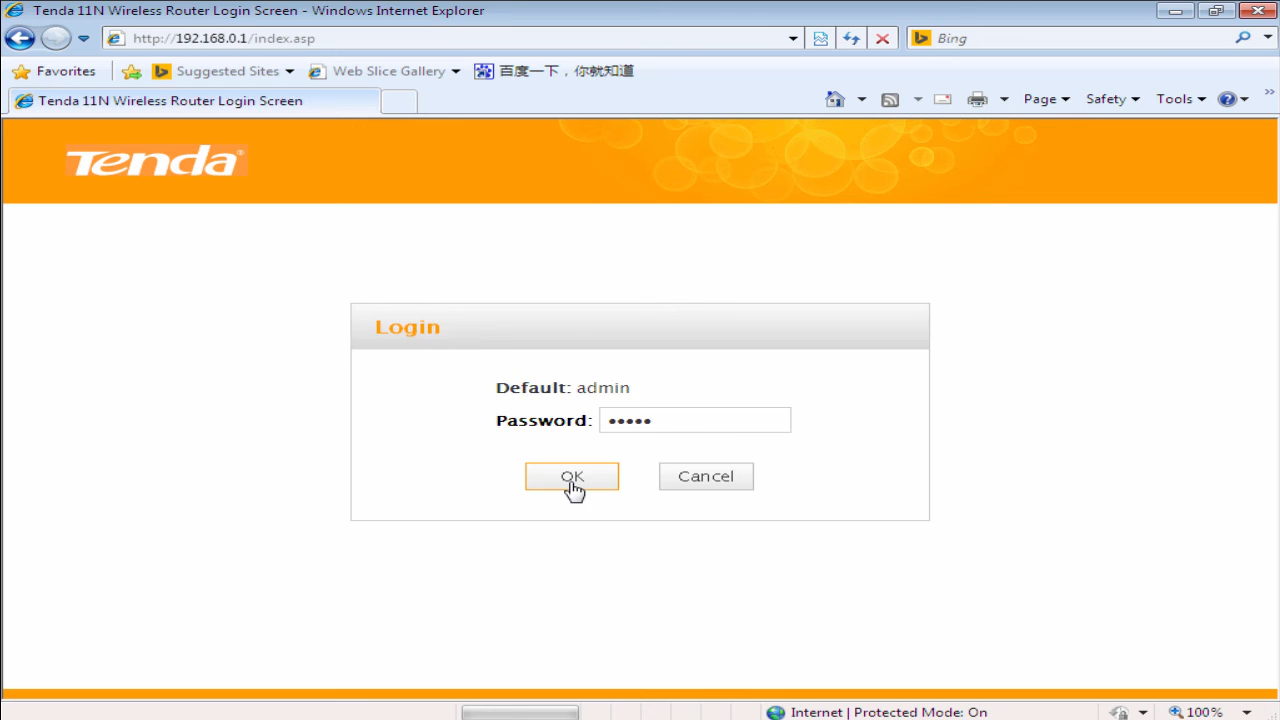 Tenda 11N Wireless Router Login Screen - Windows Internet Explorer
http://192.168.0.1/index.asp
Bing
Favorites
Suggested Sites
Web Slice Gallery
百度一下，你就知道
Tenda 11N Wireless Router Login Screen
Page
Safety
Tools
»
Tenda®
Login
Default: admin
Password: •••••
OK
Cancel
Internet | Protected Mode: On
100%